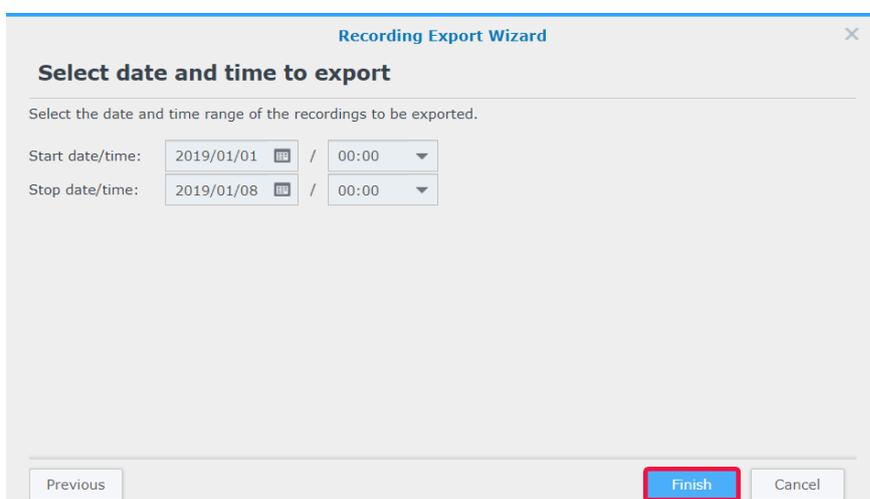 Recording Export Wizard
Select date and time to export
Select the date and time range of the recordings to be exported.
Start date/time: 2019/01/01 / 00:00
Stop date/time: 2019/01/08 / 00:00
Previous Finish Cancel